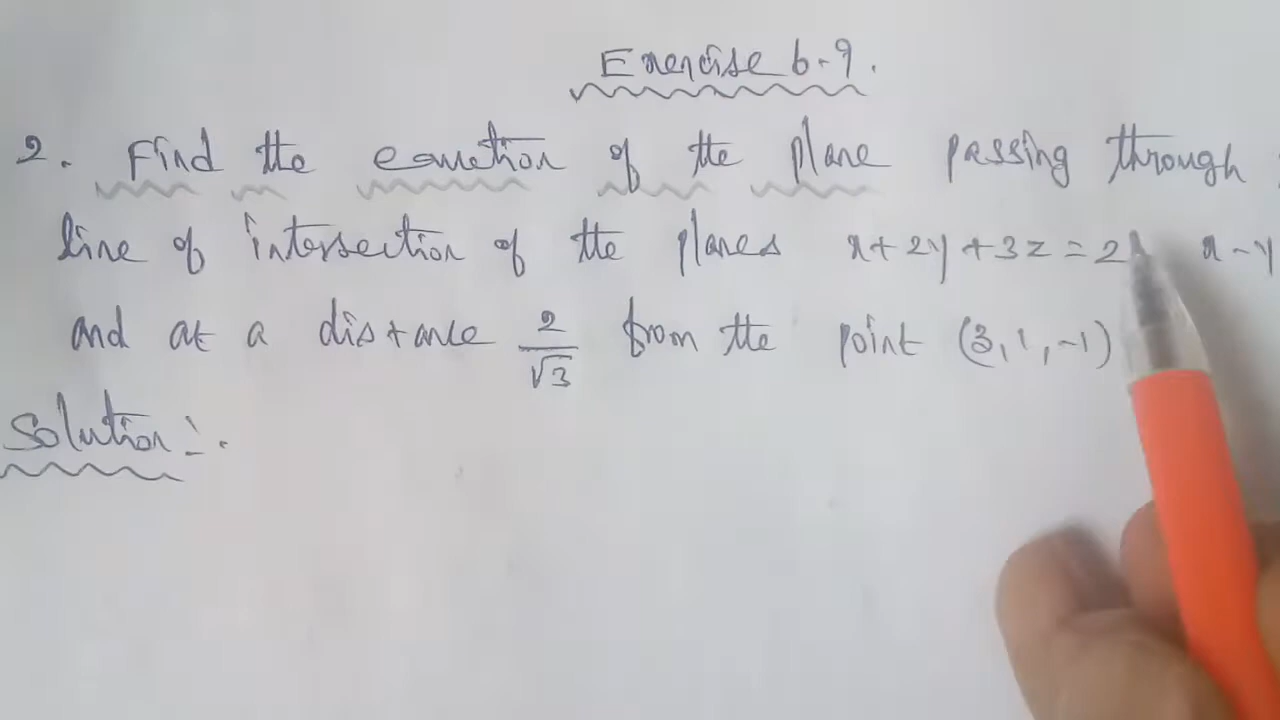 Exercise 6.9.
2. Find the equation of the plane passing through
line of intersection of the planes x + 2y + 3z = 2 x - y
and at a distance 2/√3 from the point (3, 1, -1)
Solution:-